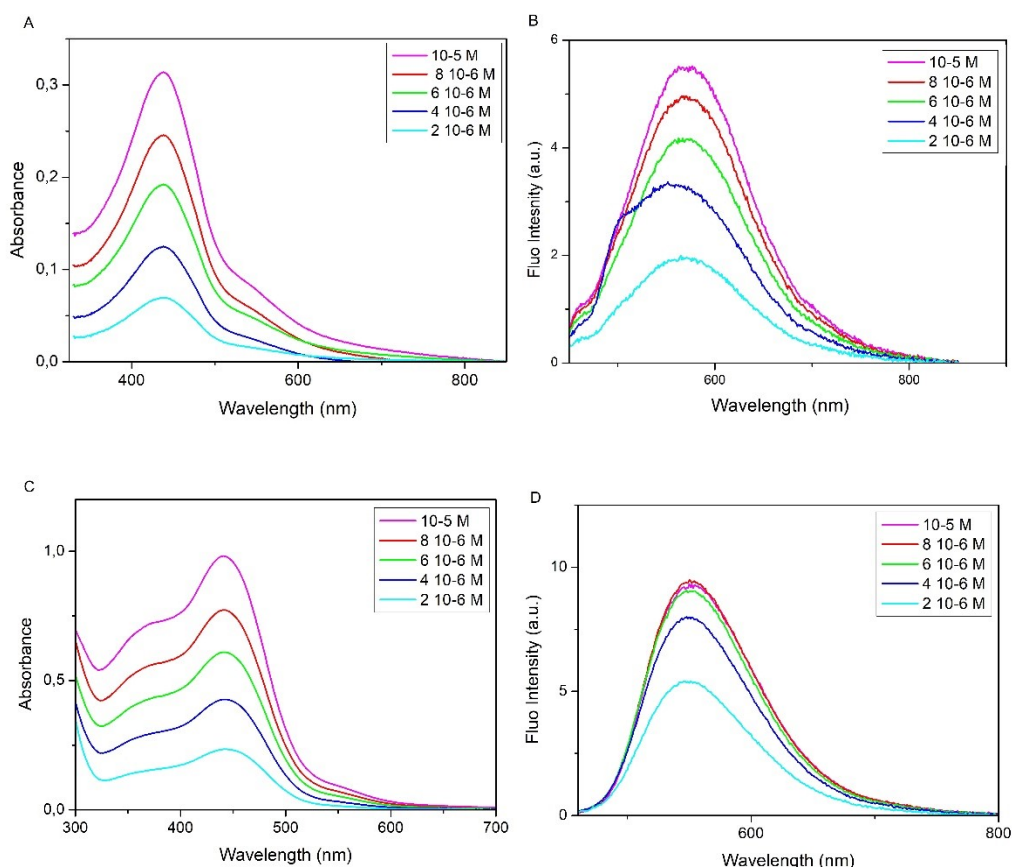 A
10-5 M
8 10-6 M
6 10-6 M
4 10-6 M
2 10-6 M
0,3
0,2
0,1
0,0
Absorbance
400
600
800
Wavelength (nm)
B
10-5 M
8 10-6 M
6 10-6 M
4 10-6 M
2 10-6 M
6
4
2
0
Fluo Intesnity (a.u.)
600
800
Wavelength (nm)
C
10-5 M
8 10-6 M
6 10-6 M
4 10-6 M
2 10-6 M
1,0
0,5
0,0
Absorbance
300
400
500
600
700
Wavelength (nm)
D
10-5 M
8 10-6 M
6 10-6 M
4 10-6 M
2 10-6 M
10
5
0
Fluo Intensity (a.u.)
600
800
Wavelength (nm)